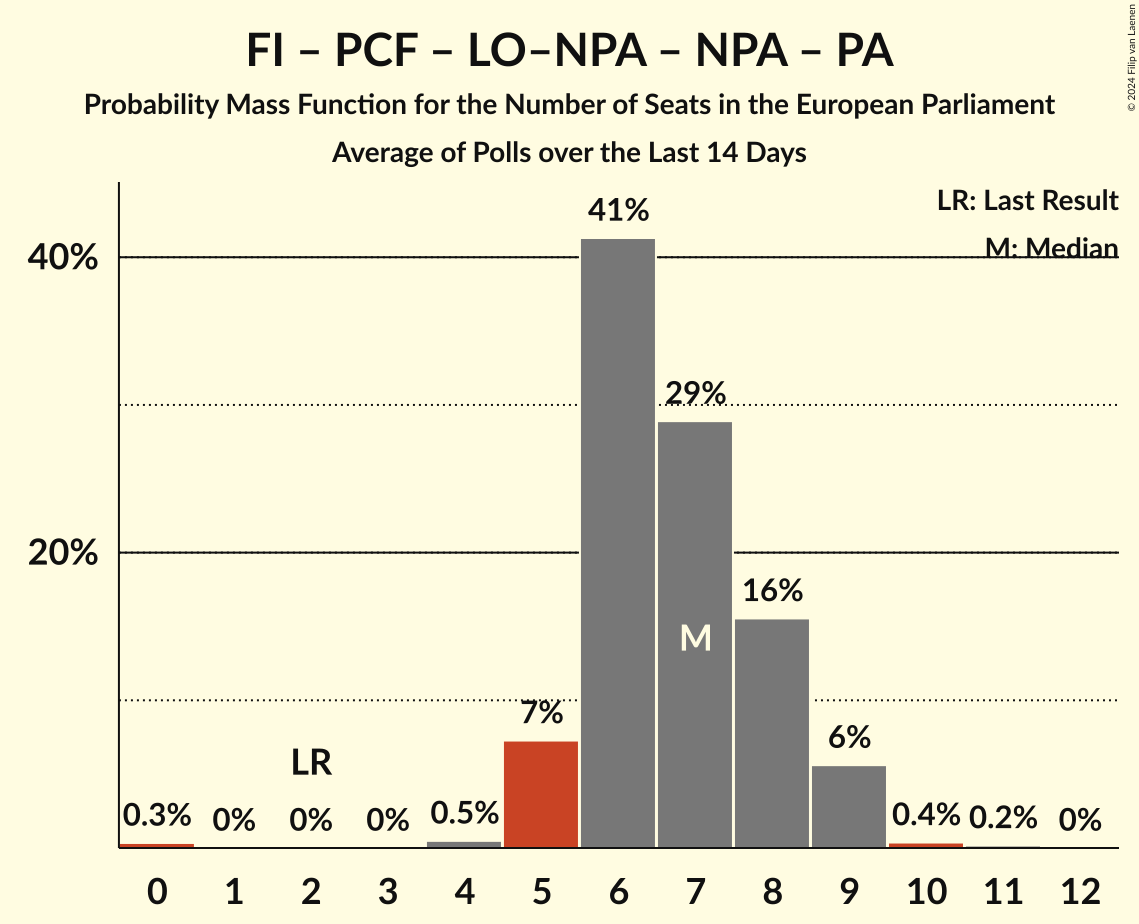 FI – PCF – LO–NPA – NPA – PA
Probability Mass Function for the Number of Seats in the European Parliament
Average of Polls over the Last 14 Days
© 2024 Filip van Laenen
LR: Last Result
M: Median
40%
20%
0.3%
0%
LR
0%
0%
0.5%
7%
41%
29%
M
16%
6%
0.4%
0.2%
0%
0 1 2 3 4 5 6 7 8 9 10 11 12